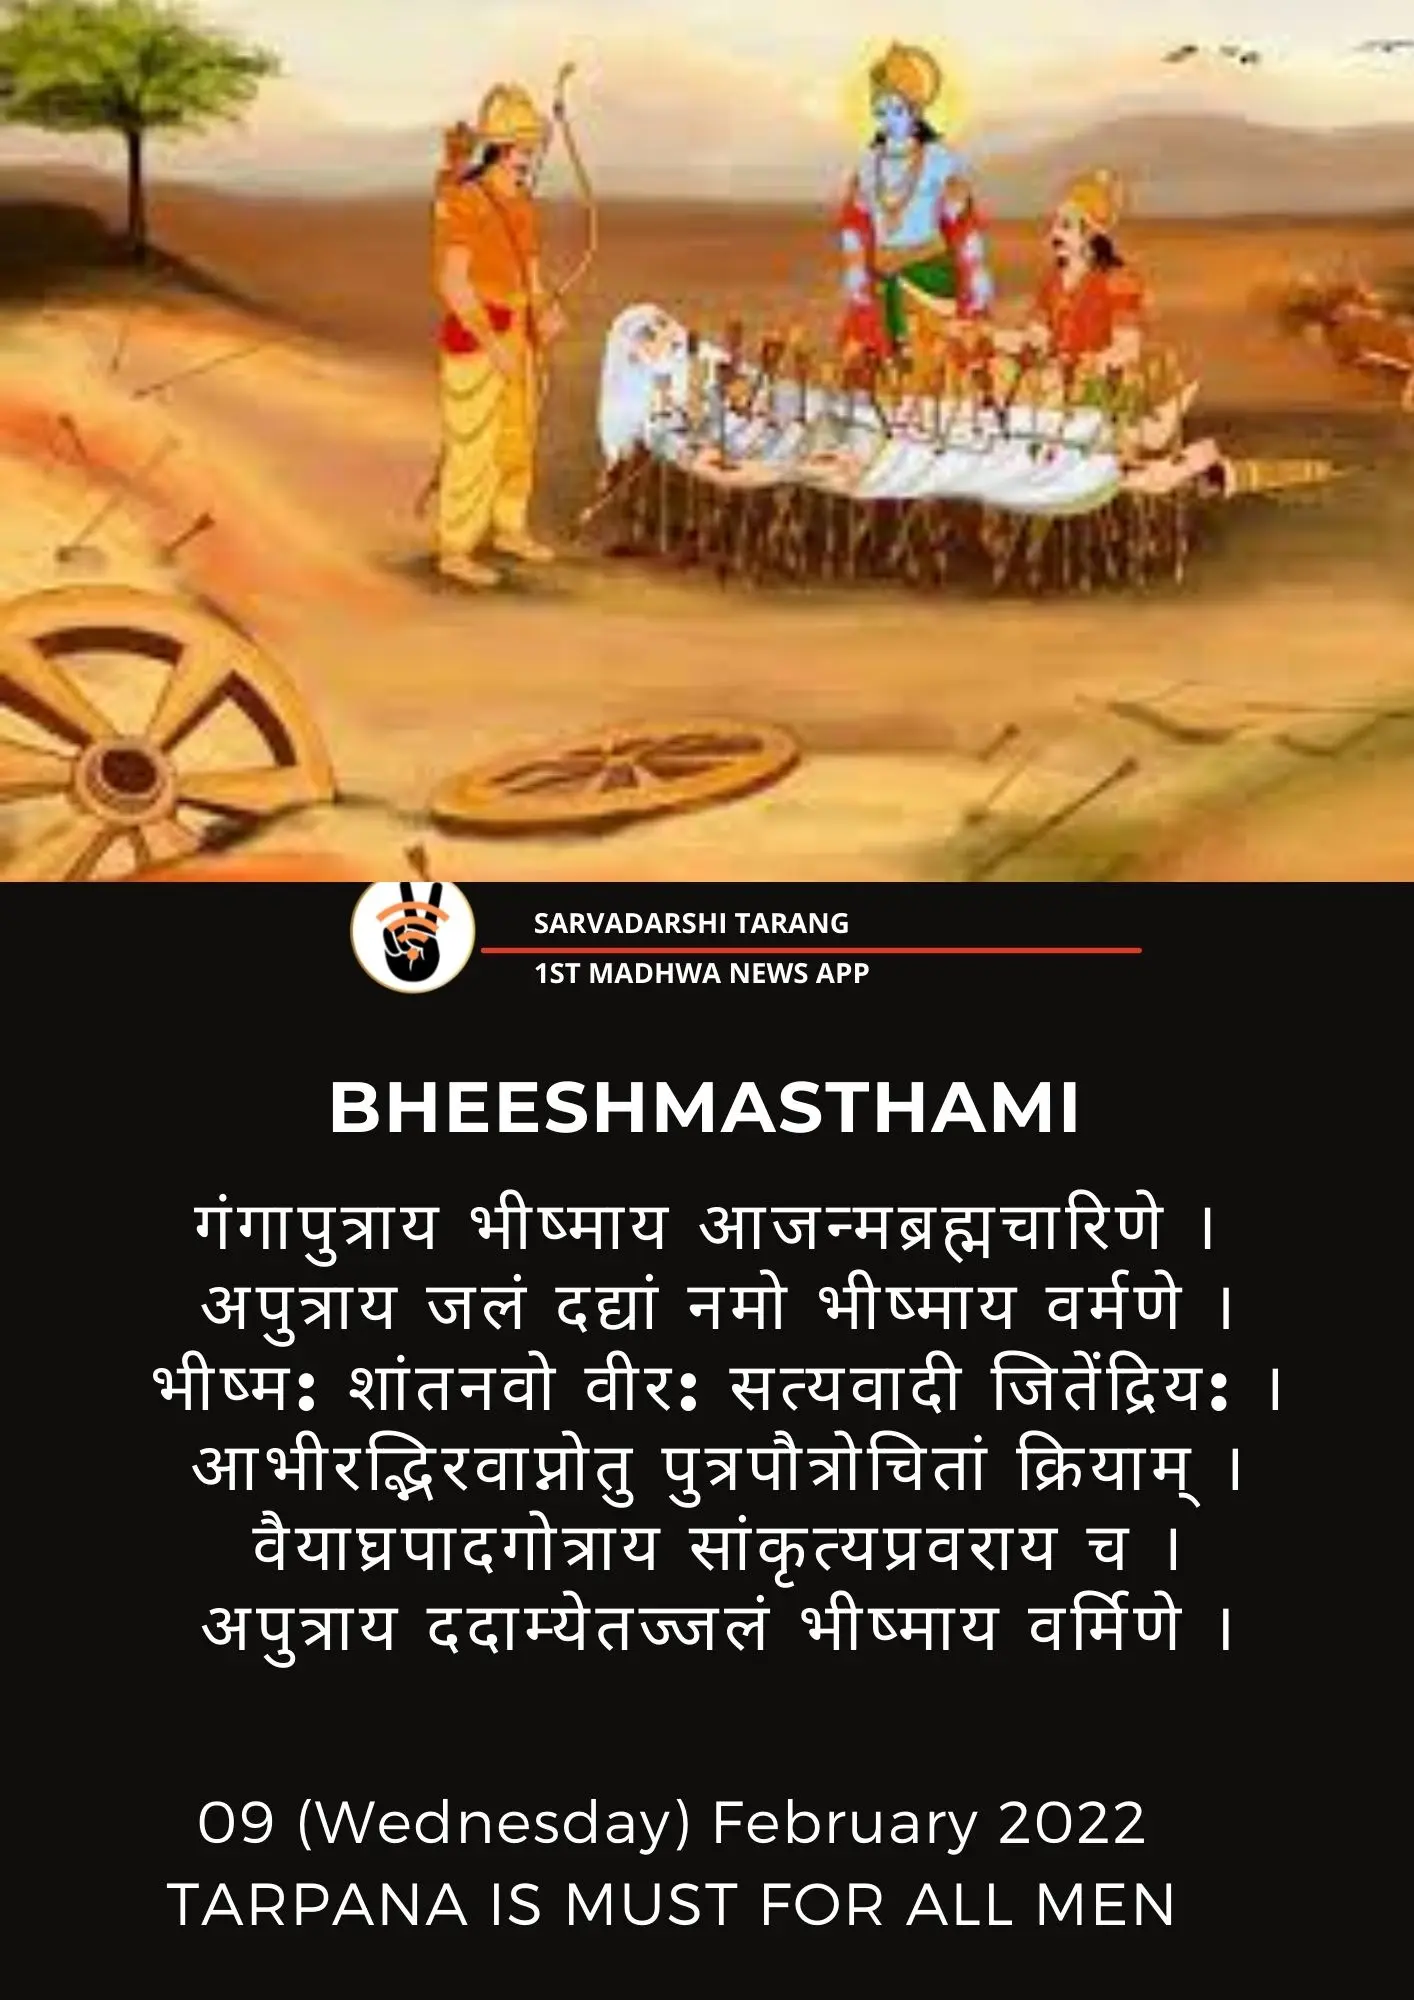 SARVADARSHI TARANG
1ST MADHWA NEWS APP
BHEESHMASTHAMI
गंगापुत्राय भीष्माय आजन्मब्रह्मचारिणे ।
अपुत्राय जलं दद्यां नमो भीष्माय वर्मणे ।
भीष्म: शांतनवो वीर: सत्यवादी जितेंद्रिय: ।
आभीरद्भिरवाप्नोतु पुत्रपौत्रोचितां क्रियाम् ।
वैयाघ्रपादगोत्राय सांकृत्यप्रवराय च ।
अपुत्राय ददाम्येतज्जलं भीष्माय वर्मिणे ।
09 (Wednesday) February 2022
TARPANA IS MUST FOR ALL MEN